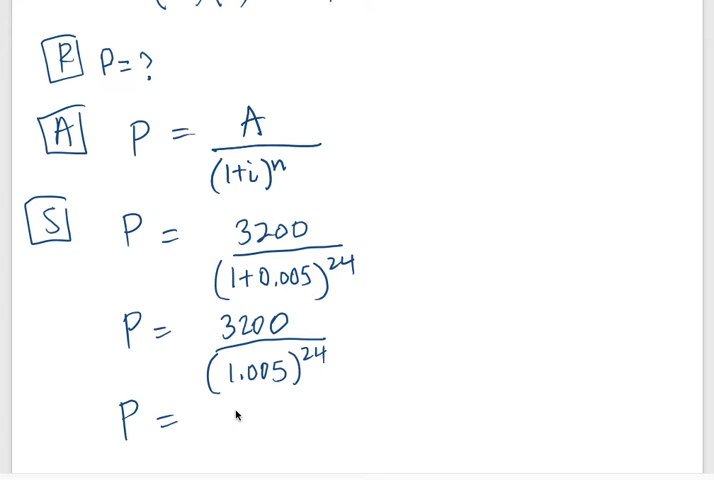 R P = ?
A P = A / (1+i)^n
S P = 3200 / (1+0.005)^24
P = 3200 / (1.005)^24
P =